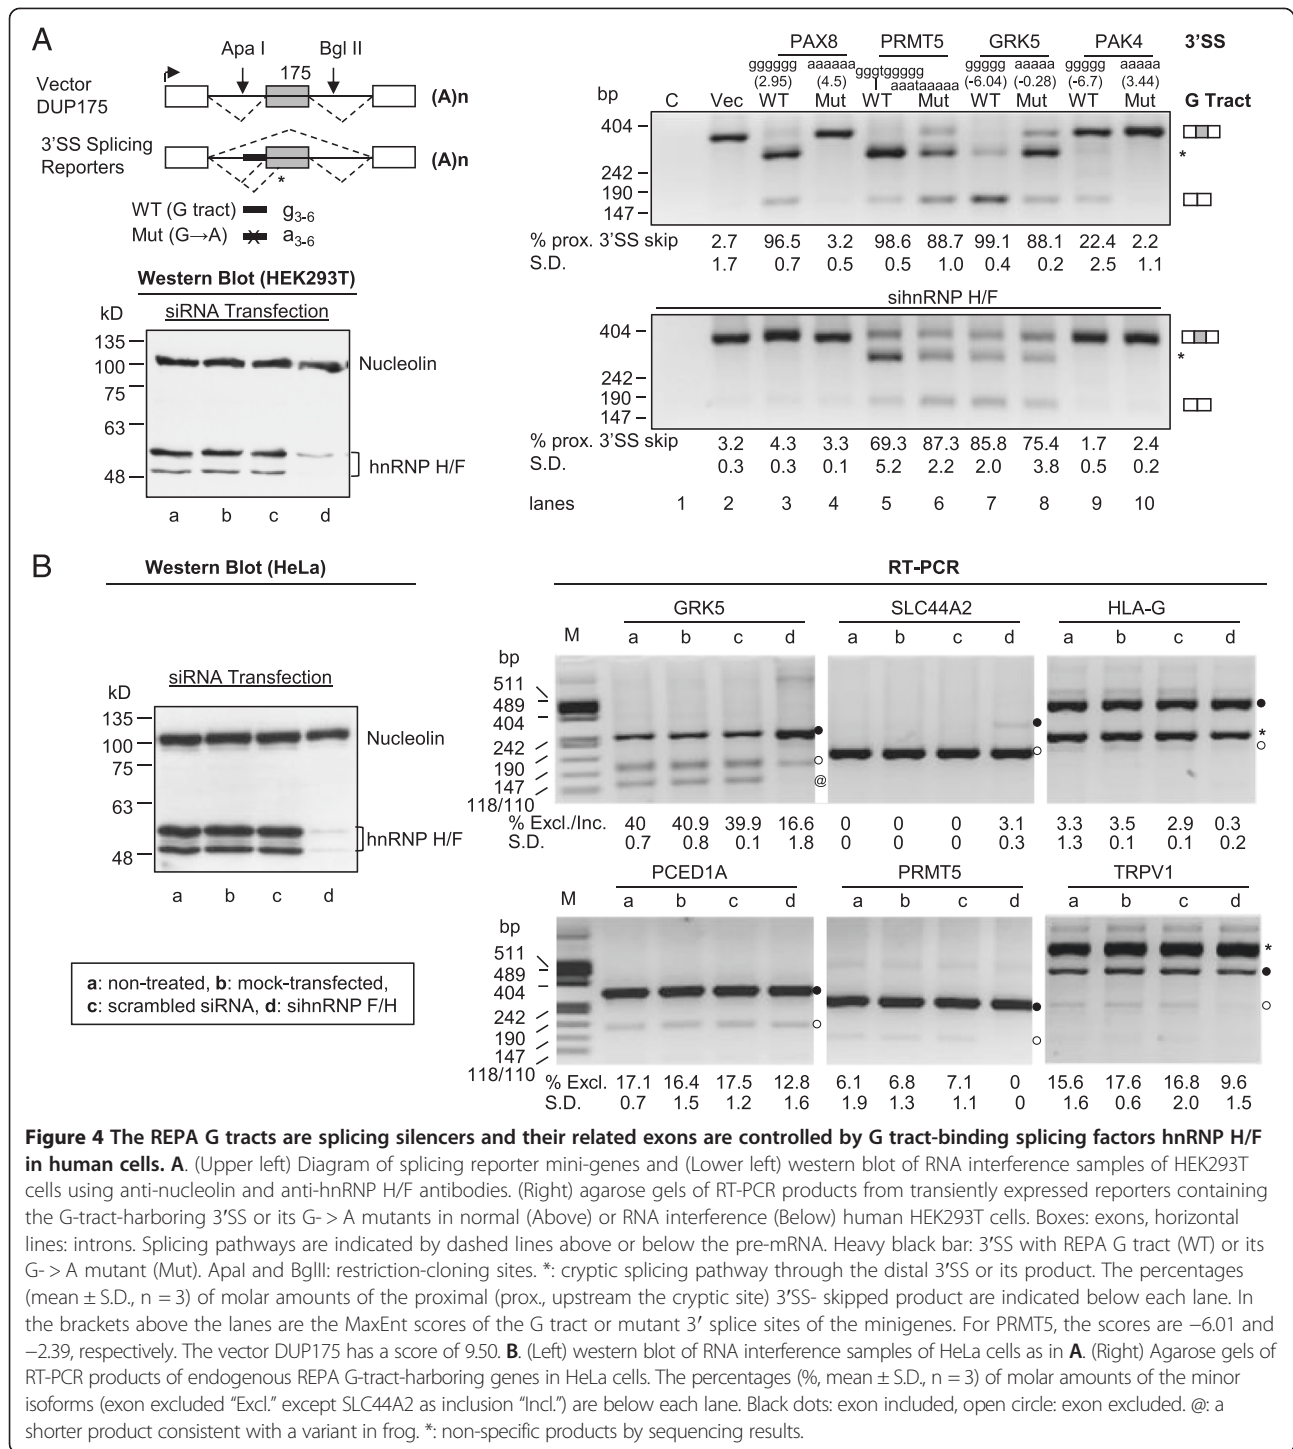 A
Apa I
Bgl II
Vector
DUP175
175
(A)n
3'SS Splicing
Reporters
(A)n
*
WT (G tract)
g3-6
Mut (G→A)
a3-6
Western Blot (HEK293T)
siRNA Transfection
kD
135
100
75
63
48
Nucleolin
hnRNP H/F
a b c d
PAX8 PRMT5 GRK5 PAK4 3'SS
gggggg aaaaaa gggtggggg aaataaaaa ggggg aaaaa ggggg aaaaa
(2.95) (4.5) (-6.04) (-0.28) (-6.7) (3.44)
bp C Vec WT Mut WT Mut WT Mut WT Mut G Tract
404
*
242
190
147
% prox. 3'SS skip 2.7 96.5 3.2 98.6 88.7 99.1 88.1 22.4 2.2
S.D. 1.7 0.7 0.5 0.5 1.0 0.4 0.2 2.5 1.1
sihnRNP H/F
404
*
242
190
147
% prox. 3'SS skip 3.2 4.3 3.3 69.3 87.3 85.8 75.4 1.7 2.4
S.D. 0.3 0.3 0.1 5.2 2.2 2.0 3.8 0.5 0.2
lanes 1 2 3 4 5 6 7 8 9 10
B
Western Blot (HeLa)
siRNA Transfection
kD
135
100
75
63
48
Nucleolin
hnRNP H/F
a b c d
a: non-treated, b: mock-transfected,
c: scrambled siRNA, d: sihnRNP F/H
RT-PCR
GRK5 SLC44A2 HLA-G
M a b c d a b c d a b c d
bp
511
489
404
242
190
147
118/110
@
*
% Excl./Inc. 40 40.9 39.9 16.6 0 0 0 3.1 3.3 3.5 2.9 0.3
S.D. 0.7 0.8 0.1 1.8 0 0 0 0.3 1.3 0.1 0.1 0.2
PCED1A PRMT5 TRPV1
M a b c d a b c d a b c d
bp
511
489
404
242
190
147
118/110
*
% Excl. 17.1 16.4 17.5 12.8 6.1 6.8 7.1 0 15.6 17.6 16.8 9.6
S.D. 0.7 1.5 1.2 1.6 1.9 1.3 1.1 0 1.6 0.6 2.0 1.5
Figure 4 The REPA G tracts are splicing silencers and their related exons are controlled by G tract-binding splicing factors hnRNP H/F
in human cells. A. (Upper left) Diagram of splicing reporter mini-genes and (Lower left) western blot of RNA interference samples of HEK293T
cells using anti-nucleolin and anti-hnRNP H/F antibodies. (Right) agarose gels of RT-PCR products from transiently expressed reporters containing
the G-tract-harboring 3′SS or its G- > A mutants in normal (Above) or RNA interference (Below) human HEK293T cells. Boxes: exons, horizontal
lines: introns. Splicing pathways are indicated by dashed lines above or below the pre-mRNA. Heavy black bar: 3′SS with REPA G tract (WT) or its
G- > A mutant (Mut). ApaI and BglII: restriction-cloning sites. *: cryptic splicing pathway through the distal 3′SS or its product. The percentages
(mean ± S.D., n = 3) of molar amounts of the proximal (prox., upstream the cryptic site) 3′SS- skipped product are indicated below each lane. In
the brackets above the lanes are the MaxEnt scores of the G tract or mutant 3′ splice sites of the minigenes. For PRMT5, the scores are −6.01 and
−2.39, respectively. The vector DUP175 has a score of 9.50. B. (Left) western blot of RNA interference samples of HeLa cells as in A. (Right) Agarose gels of
RT-PCR products of endogenous REPA G-tract-harboring genes in HeLa cells. The percentages (%, mean ± S.D., n = 3) of molar amounts of the minor
isoforms (exon excluded "Excl." except SLC44A2 as inclusion "Incl.") are below each lane. Black dots: exon included, open circle: exon excluded. @: a
shorter product consistent with a variant in frog. *: non-specific products by sequencing results.